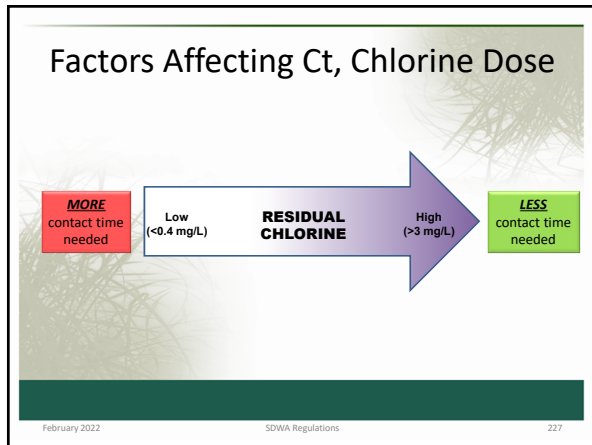 Factors Affecting Ct, Chlorine Dose
MORE
contact time
needed
Low
(<0.4 mg/L)
RESIDUAL
CHLORINE
High
(>3 mg/L)
LESS
contact time
needed
February 2022
SDWA Regulations
227